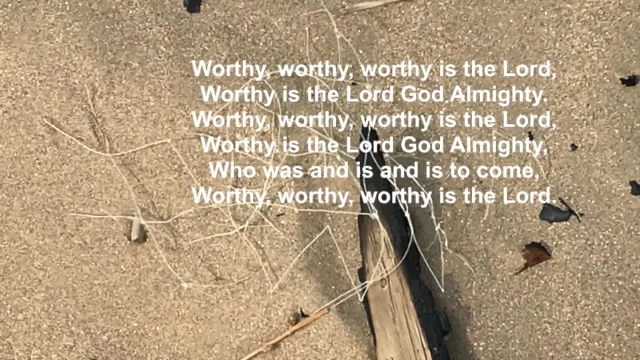 Worthy, worthy, worthy is the Lord,
Worthy is the Lord God Almighty.
Worthy, worthy, worthy is the Lord,
Worthy is the Lord God Almighty,
Who was and is and is to come,
Worthy, worthy, worthy is the Lord.